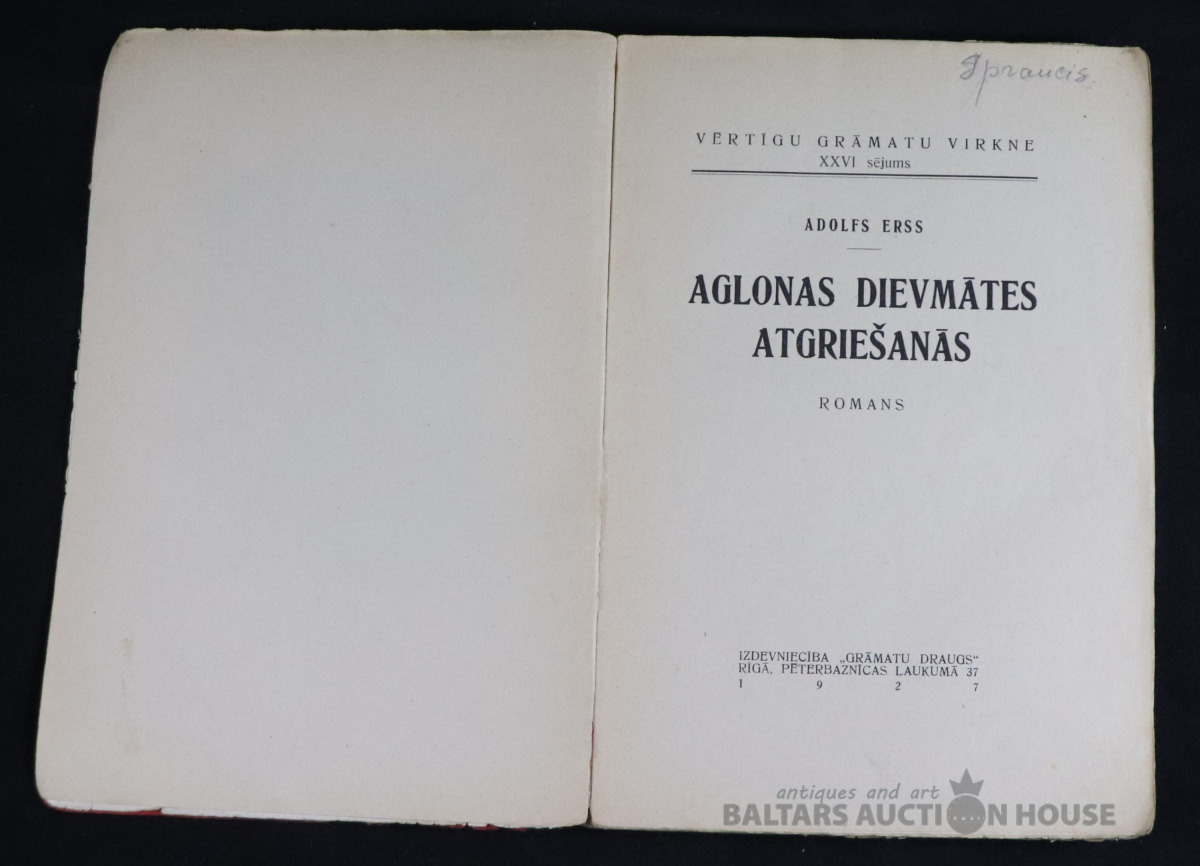 Sprancis.
VĒRTĪGU GRĀMATU VIRKNE
XXVI sējums
ADOLFS ERSS
AGLONAS DIEVMĀTES
ATGRIEŠANĀS
ROMANS
IZDEVNIECĪBA „GRĀMATU DRAUGS“
RĪGĀ, PĒTERBAZNĪCAS LAUKUMĀ 37
1 9 2 7
antiques and art
BALTARS AUCTION HOUSE